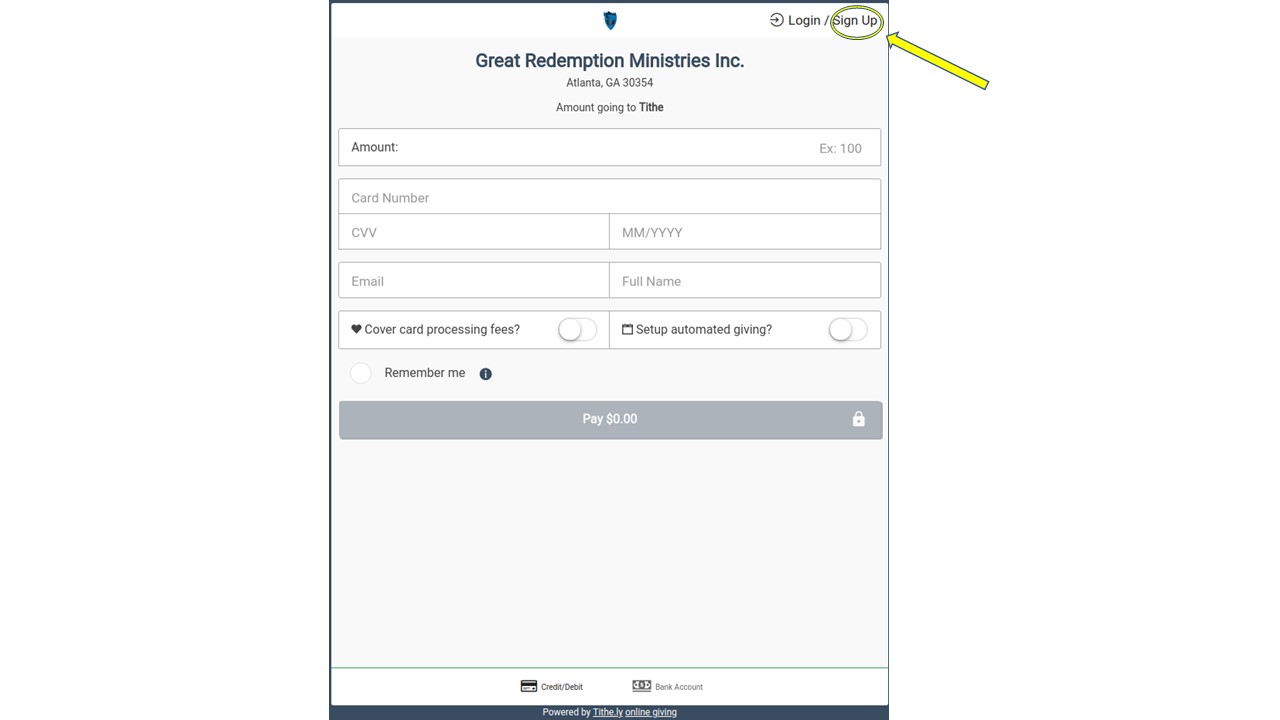 Login / Sign Up
Great Redemption Ministries Inc.
Atlanta, GA 30354
Amount going to Tithe
Amount: Ex: 100
Card Number
CVV MM/YYYY
Email Full Name
Cover card processing fees? Setup automated giving?
Remember me
Pay $0.00
Credit/Debit Bank Account
Powered by Tithe.ly online giving